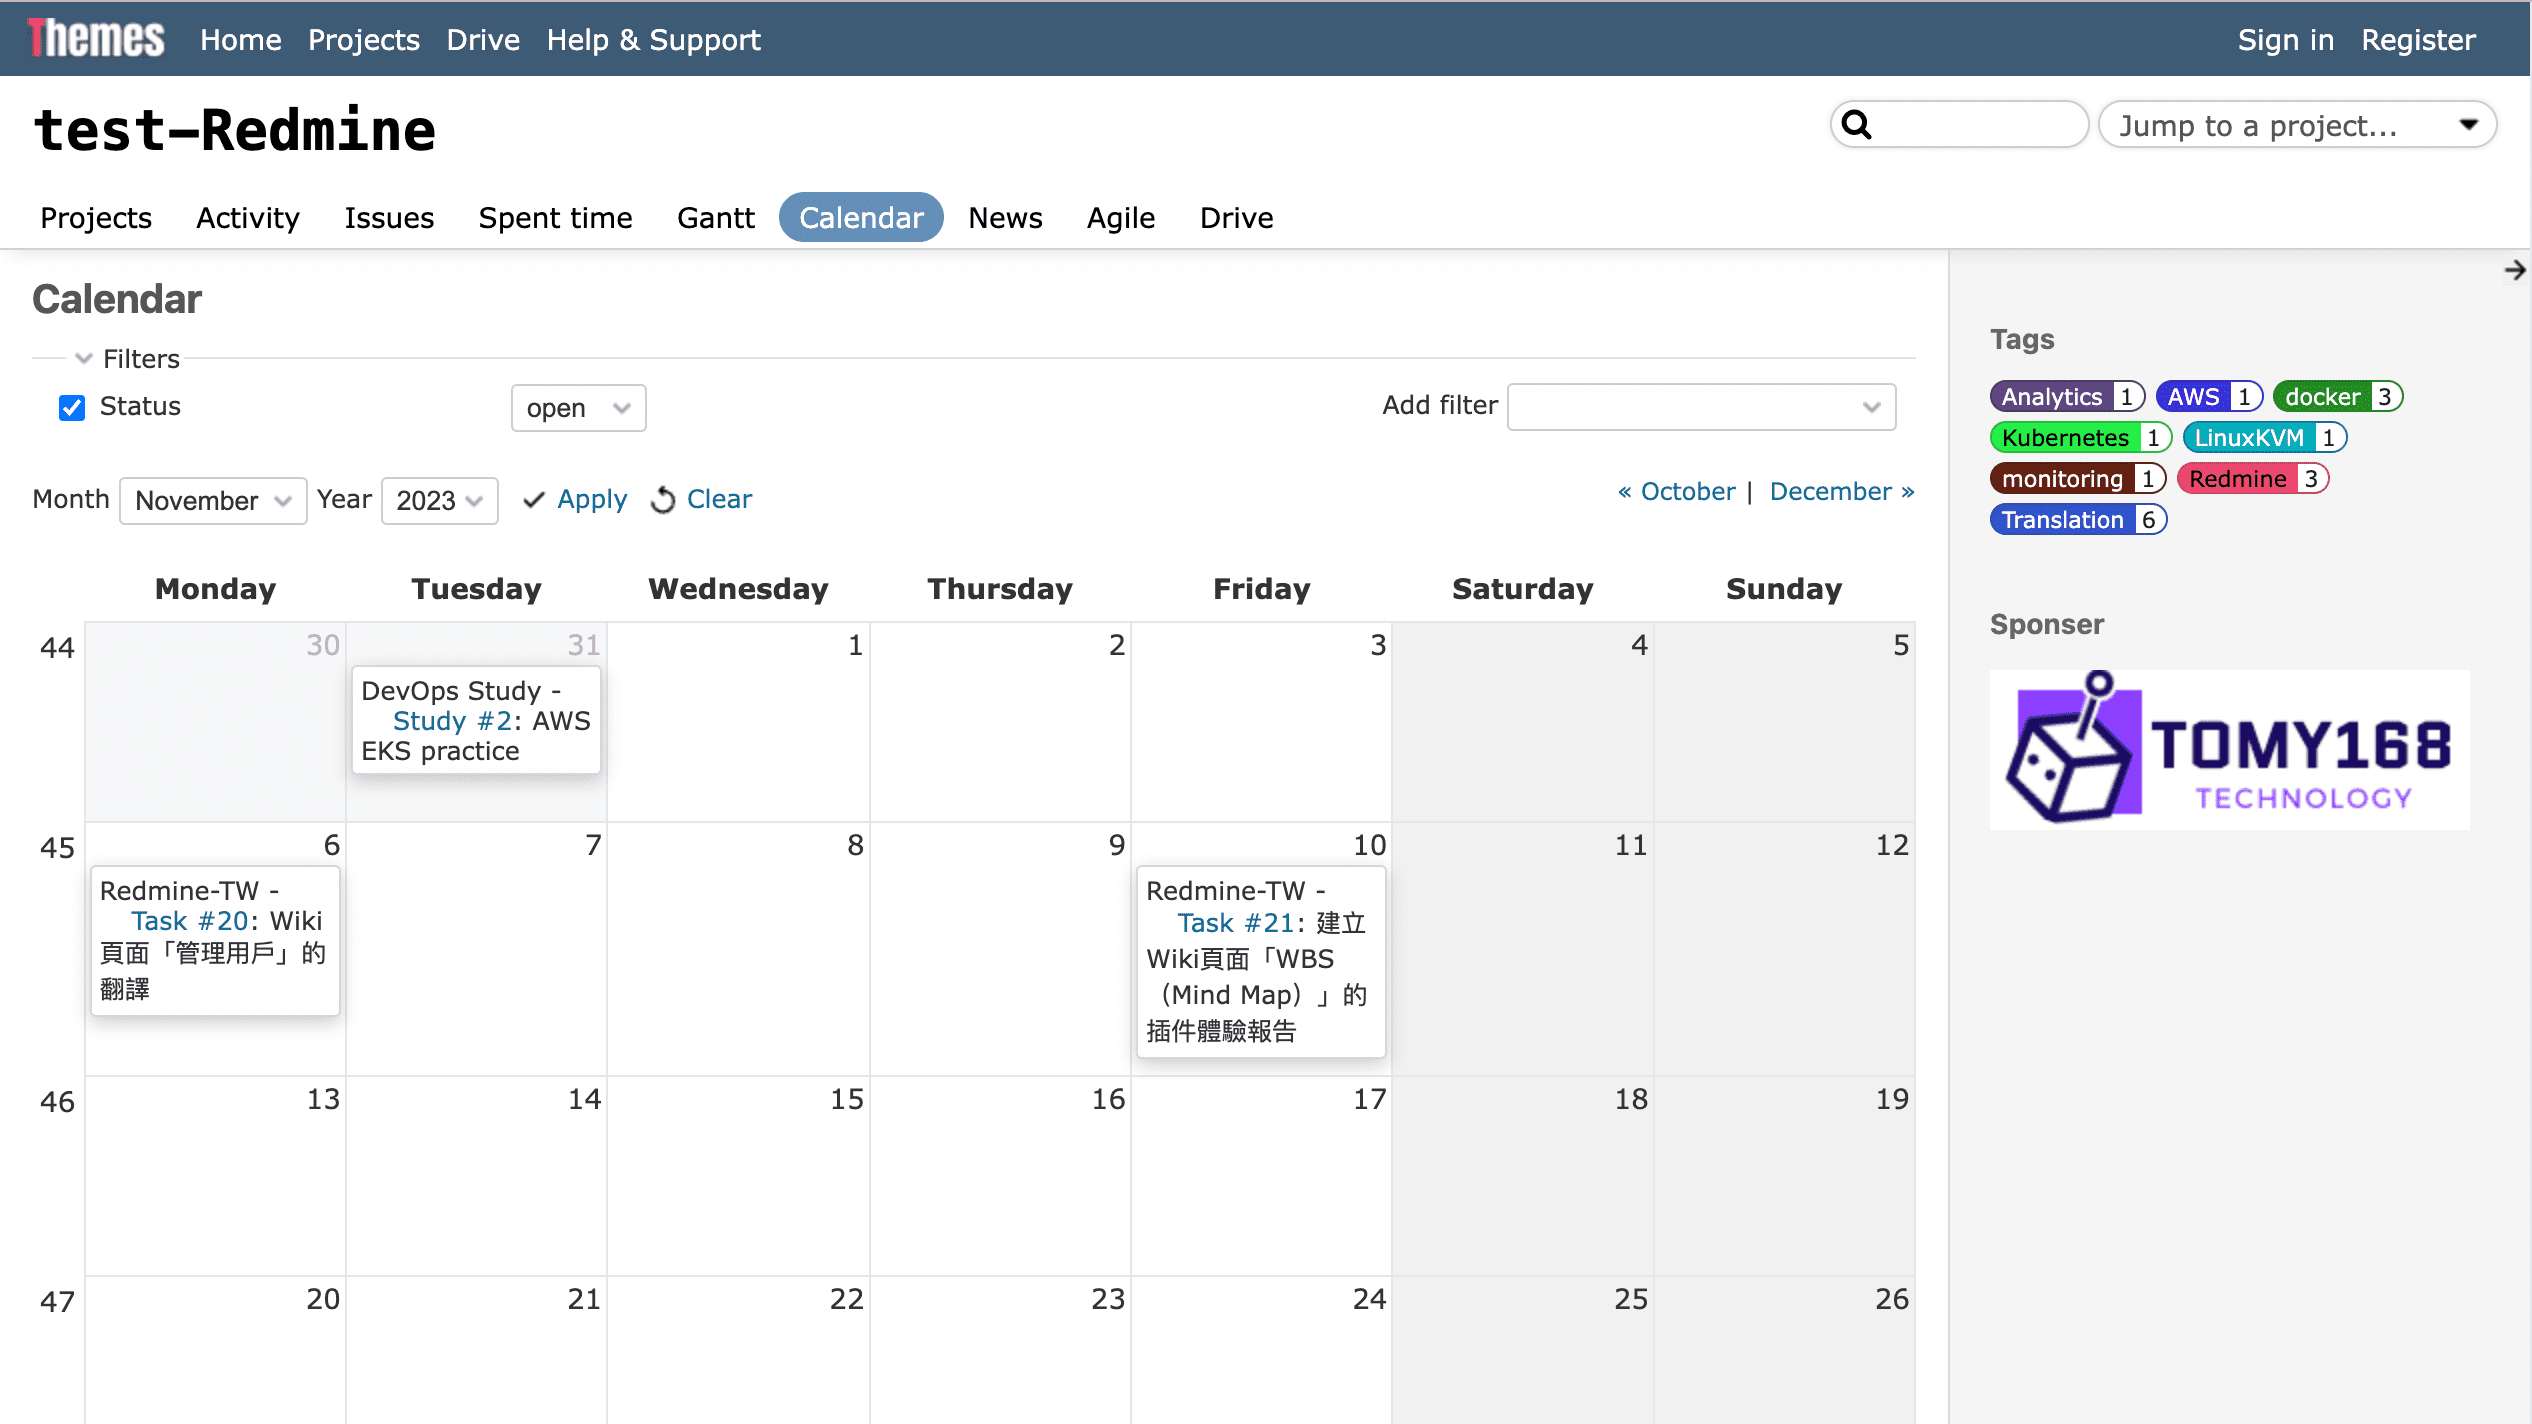 Themes Home Projects Drive Help & Support Sign in Register
test-Redmine
Jump to a project...
Projects Activity Issues Spent time Gantt Calendar News Agile Drive
Calendar
Filters
Status open Add filter
Month November Year 2023 Apply Clear « October | December »
Monday Tuesday Wednesday Thursday Friday Saturday Sunday
44 30 31 1 2 3 4 5
DevOps Study -
Study #2: AWS
EKS practice
45 6 7 8 9 10 11 12
Redmine-TW -
Task #20: Wiki
頁面「管理用戶」的
翻譯
Redmine-TW -
Task #21: 建立
Wiki頁面「WBS
（Mind Map）」的
插件體驗報告
46 13 14 15 16 17 18 19
47 20 21 22 23 24 25 26
Tags
Analytics 1 AWS 1 docker 3
Kubernetes 1 LinuxKVM 1
monitoring 1 Redmine 3
Translation 6
Sponser
TOMY168
TECHNOLOGY